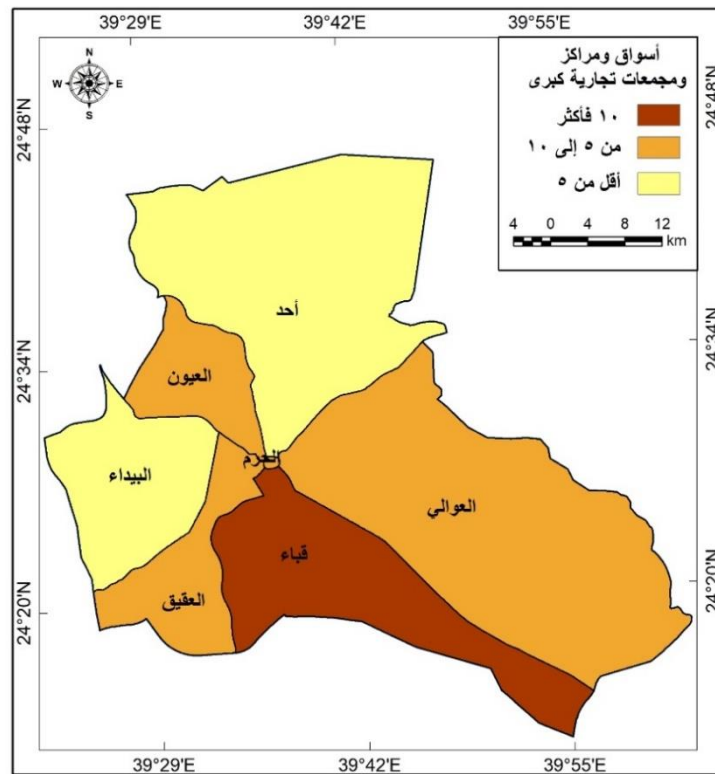 39°29'E 39°42'E 39°55'E
أسواق ومراكز
ومجمعات تجارية كبرى
١٠ فأكثر
من ٥ إلى ١٠
أقل من ٥
4 0 4 8 12
km
N
W E
S
24°48'N 24°48'N
أحد
24°34'N 24°34'N
العيون
الحرم
البيداء
العوالي
قباء
العقيق
24°20'N 24°20'N
39°29'E 39°42'E 39°55'E